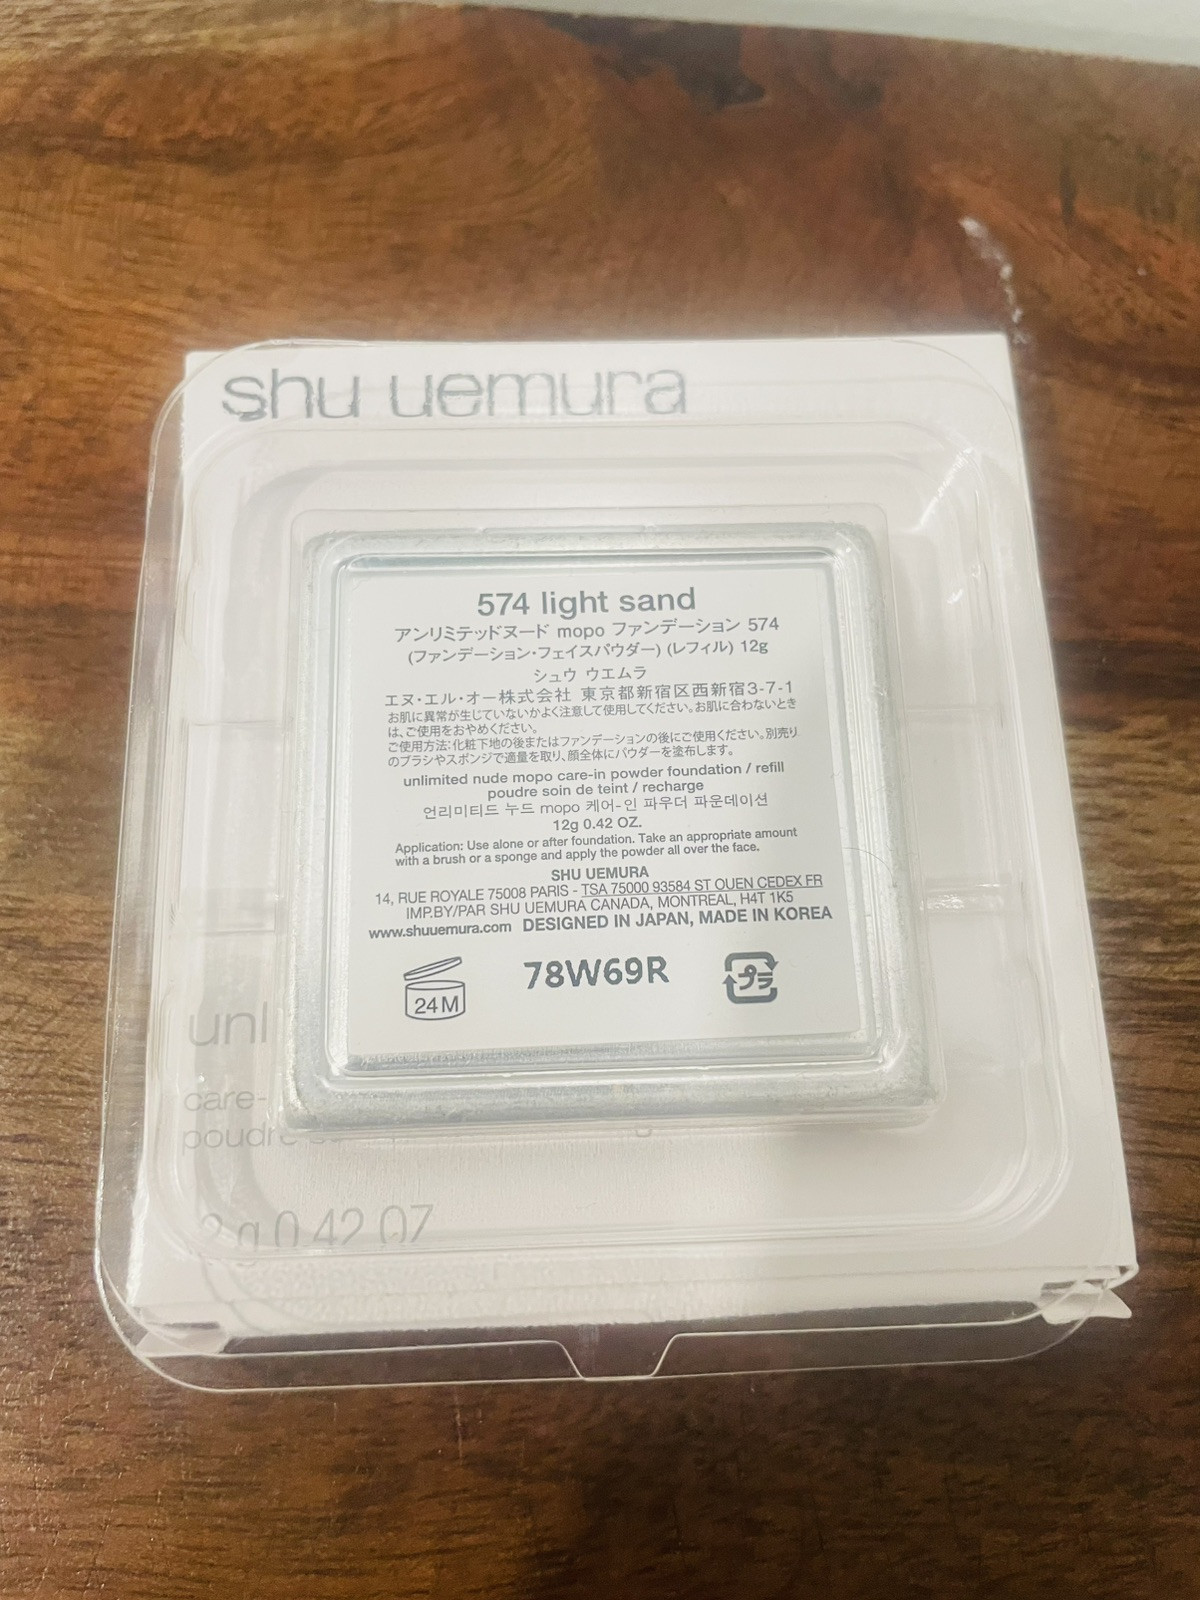 shu uemura
574 light sand
アンリミテッドヌード mopo ファンデーション 574
(ファンデーション・フェイスパウダー) (レフィル) 12g
シュウ ウエムラ
エヌ・エル・オー株式会社 東京都新宿区西新宿3-7-1
お肌に異常が生じていないかよく注意して使用してください。お肌に合わないとき
は、ご使用をおやめください。
ご使用方法:化粧下地の後またはファンデーションの後にご使用ください。別売り
のブラシやスポンジで適量を取り、顔全体にパウダーを塗布します。
unlimited nude mopo care-in powder foundation / refill
poudre soin de teint / recharge
언리미티드 누드 mopo 케어-인 파우더 파운데이션
12g 0.42 OZ.
Application: Use alone or after foundation. Take an appropriate amount
with a brush or a sponge and apply the powder all over the face.
SHU UEMURA
14, RUE ROYALE 75008 PARIS - TSA 75000 93584 ST OUEN CEDEX FR
IMP.BY/PAR SHU UEMURA CANADA, MONTREAL, H4T 1K5
www.shuuemura.com DESIGNED IN JAPAN, MADE IN KOREA
24M 78W69R プラ
unl
care-
poudre
g 0.42 OZ